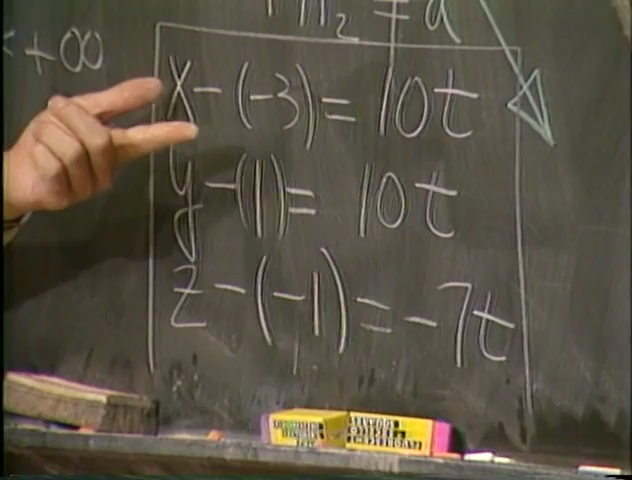 +∞
x-(-3)=10t
y-(1)=10t
z-(-1)=-7t